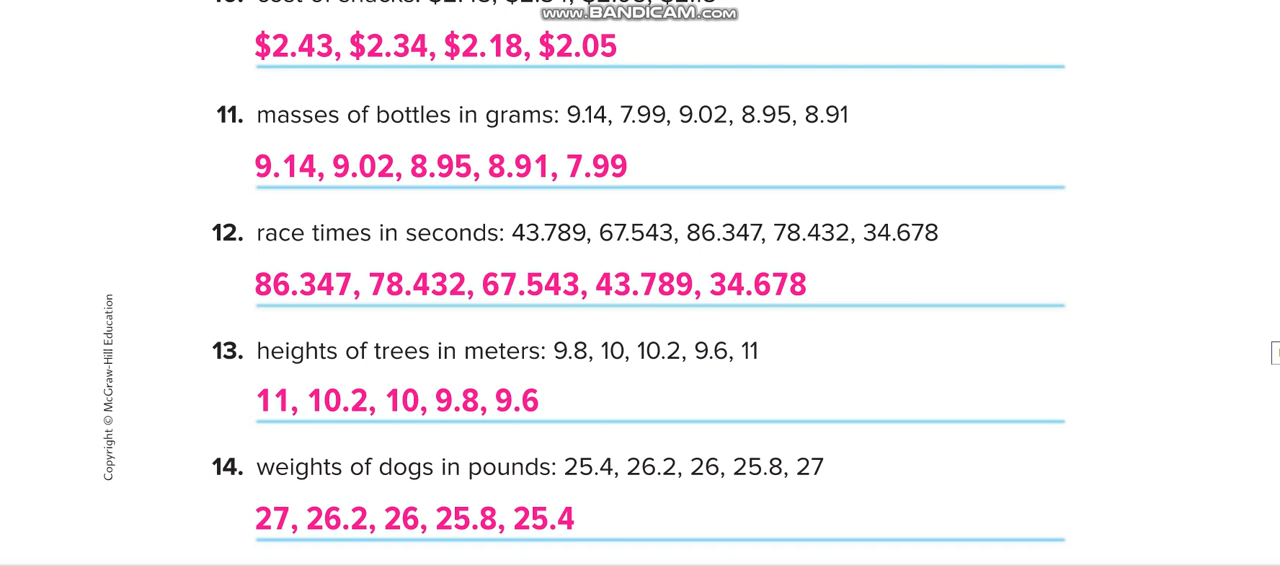 www.BANDICAM.com
$2.43, $2.34, $2.18, $2.05
11. masses of bottles in grams: 9.14, 7.99, 9.02, 8.95, 8.91
9.14, 9.02, 8.95, 8.91, 7.99
12. race times in seconds: 43.789, 67.543, 86.347, 78.432, 34.678
86.347, 78.432, 67.543, 43.789, 34.678
13. heights of trees in meters: 9.8, 10, 10.2, 9.6, 11
11, 10.2, 10, 9.8, 9.6
14. weights of dogs in pounds: 25.4, 26.2, 26, 25.8, 27
27, 26.2, 26, 25.8, 25.4
Copyright © McGraw-Hill Education